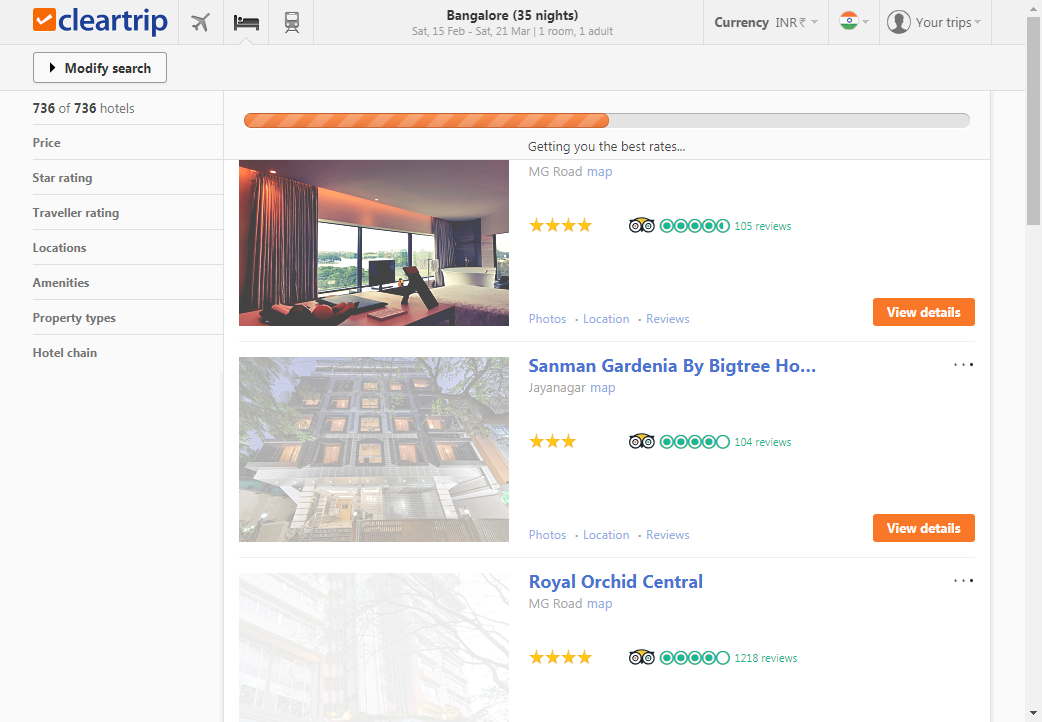 cleartrip
Bangalore (35 nights)
Sat, 15 Feb - Sat, 21 Mar | 1 room, 1 adult
Currency INR ₹
Your trips
Modify search
736 of 736 hotels
Price
Star rating
Traveller rating
Locations
Amenities
Property types
Hotel chain
Getting you the best rates...
MG Road map
105 reviews
Photos • Location • Reviews
View details
Sanman Gardenia By Bigtree Ho...
Jayanagar map
104 reviews
Photos • Location • Reviews
View details
Royal Orchid Central
MG Road map
1218 reviews